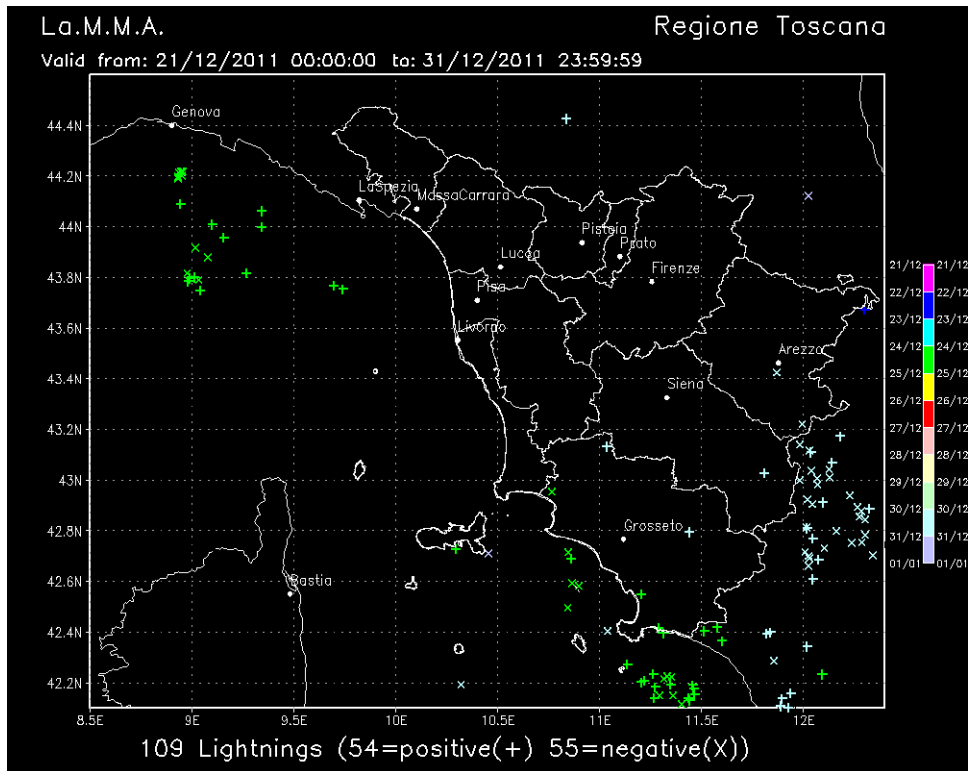 La.M.M.A.
Regione Toscana
Valid from: 21/12/2011 00:00:00 to: 31/12/2011 23:59:59
Genova
44.4N
44.2N
LaSpezia
MassaCarrara
44N
Pistoia
Prato
Lucca
Firenze
43.8N
Pisa
43.6N
Livorno
Arezzo
43.4N
Siena
43.2N
43N
42.8N
Grosseto
42.6N
Bastia
42.4N
42.2N
8.5E 9E 9.5E 10E 10.5E 11E 11.5E 12E
21/12 21/12
22/12 22/12
23/12 23/12
24/12 24/12
25/12 25/12
26/12 26/12
27/12 27/12
28/12 28/12
29/12 29/12
30/12 30/12
31/12 31/12
01/01 01/01
109 Lightnings (54=positive(+) 55=negative(X))